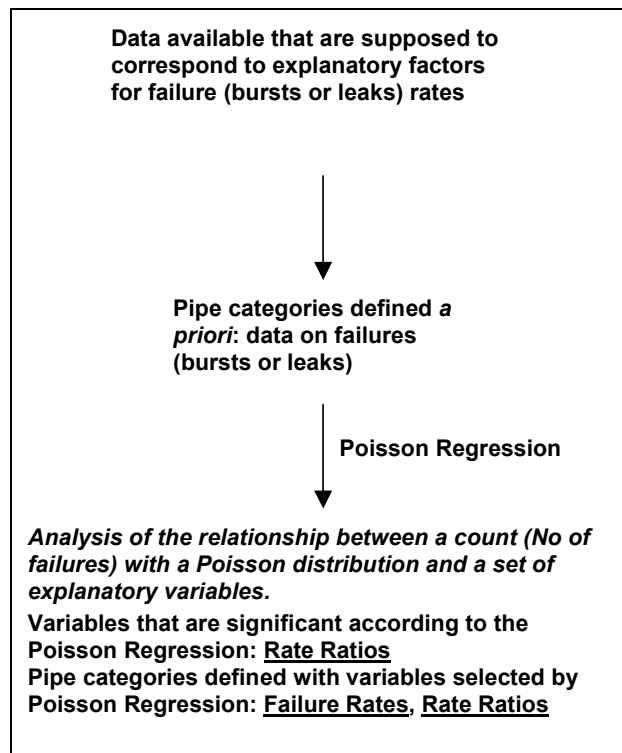 Data available that are supposed to
correspond to explanatory factors
for failure (bursts or leaks) rates
Pipe categories defined a
priori: data on failures
(bursts or leaks)
Poisson Regression
Analysis of the relationship between a count (No of
failures) with a Poisson distribution and a set of
explanatory variables.
Variables that are significant according to the
Poisson Regression: Rate Ratios
Pipe categories defined with variables selected by
Poisson Regression: Failure Rates, Rate Ratios